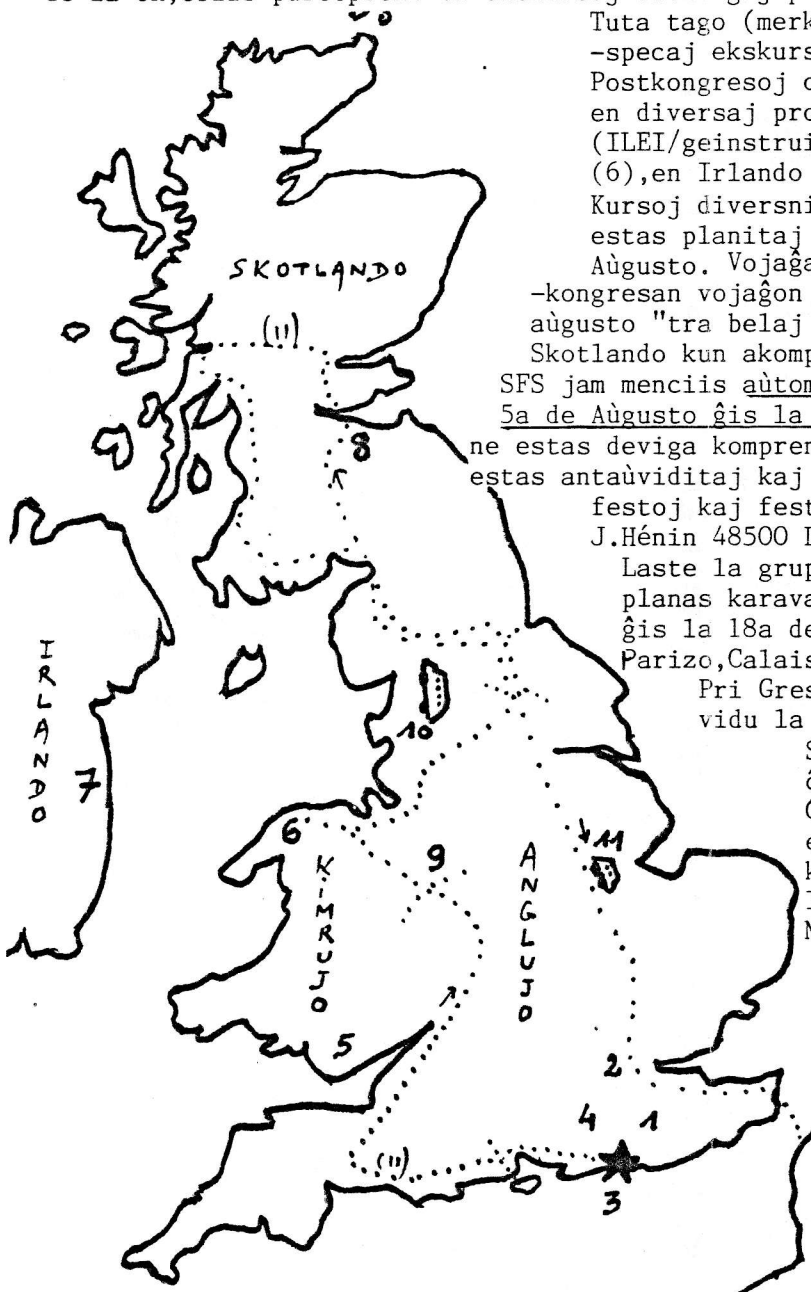 Tuta tago (merk
-specaj ekskurs
Postkongresoj
en diversaj pro
(ILEI/geinstrui
(6),en Irlando
Kursoj diversni
estas planitaj
Aùgusto. Vojaĝa
-kongresan vojaĝon
aùgusto "tra belaj
Skotlando kun akomp
SFS jam menciis aùtom
5a de Aùgusto ĝis la
ne estas deviga kompren
estas antaùviditaj kaj
festoj kaj fest
J.Hénin 48500
Laste la grup
planas karava
ĝis la 18a de
Parizo,Calais
Pri Gres
vidu la
SKOTLANDO
(11)
8
IRLANDO
7
10
6
KIMRUJO
9
ANGLUJO
11
5
2
4 1
(11)
3